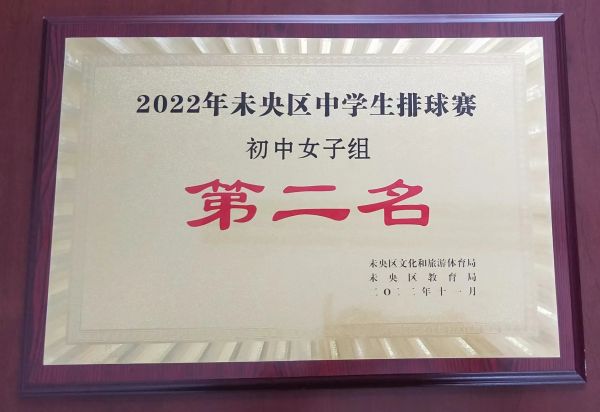 2022年未央区中学生排球赛
初中女子组
第二名
未央区文化和旅游体育局
未央区教育局
二〇二二年十一月